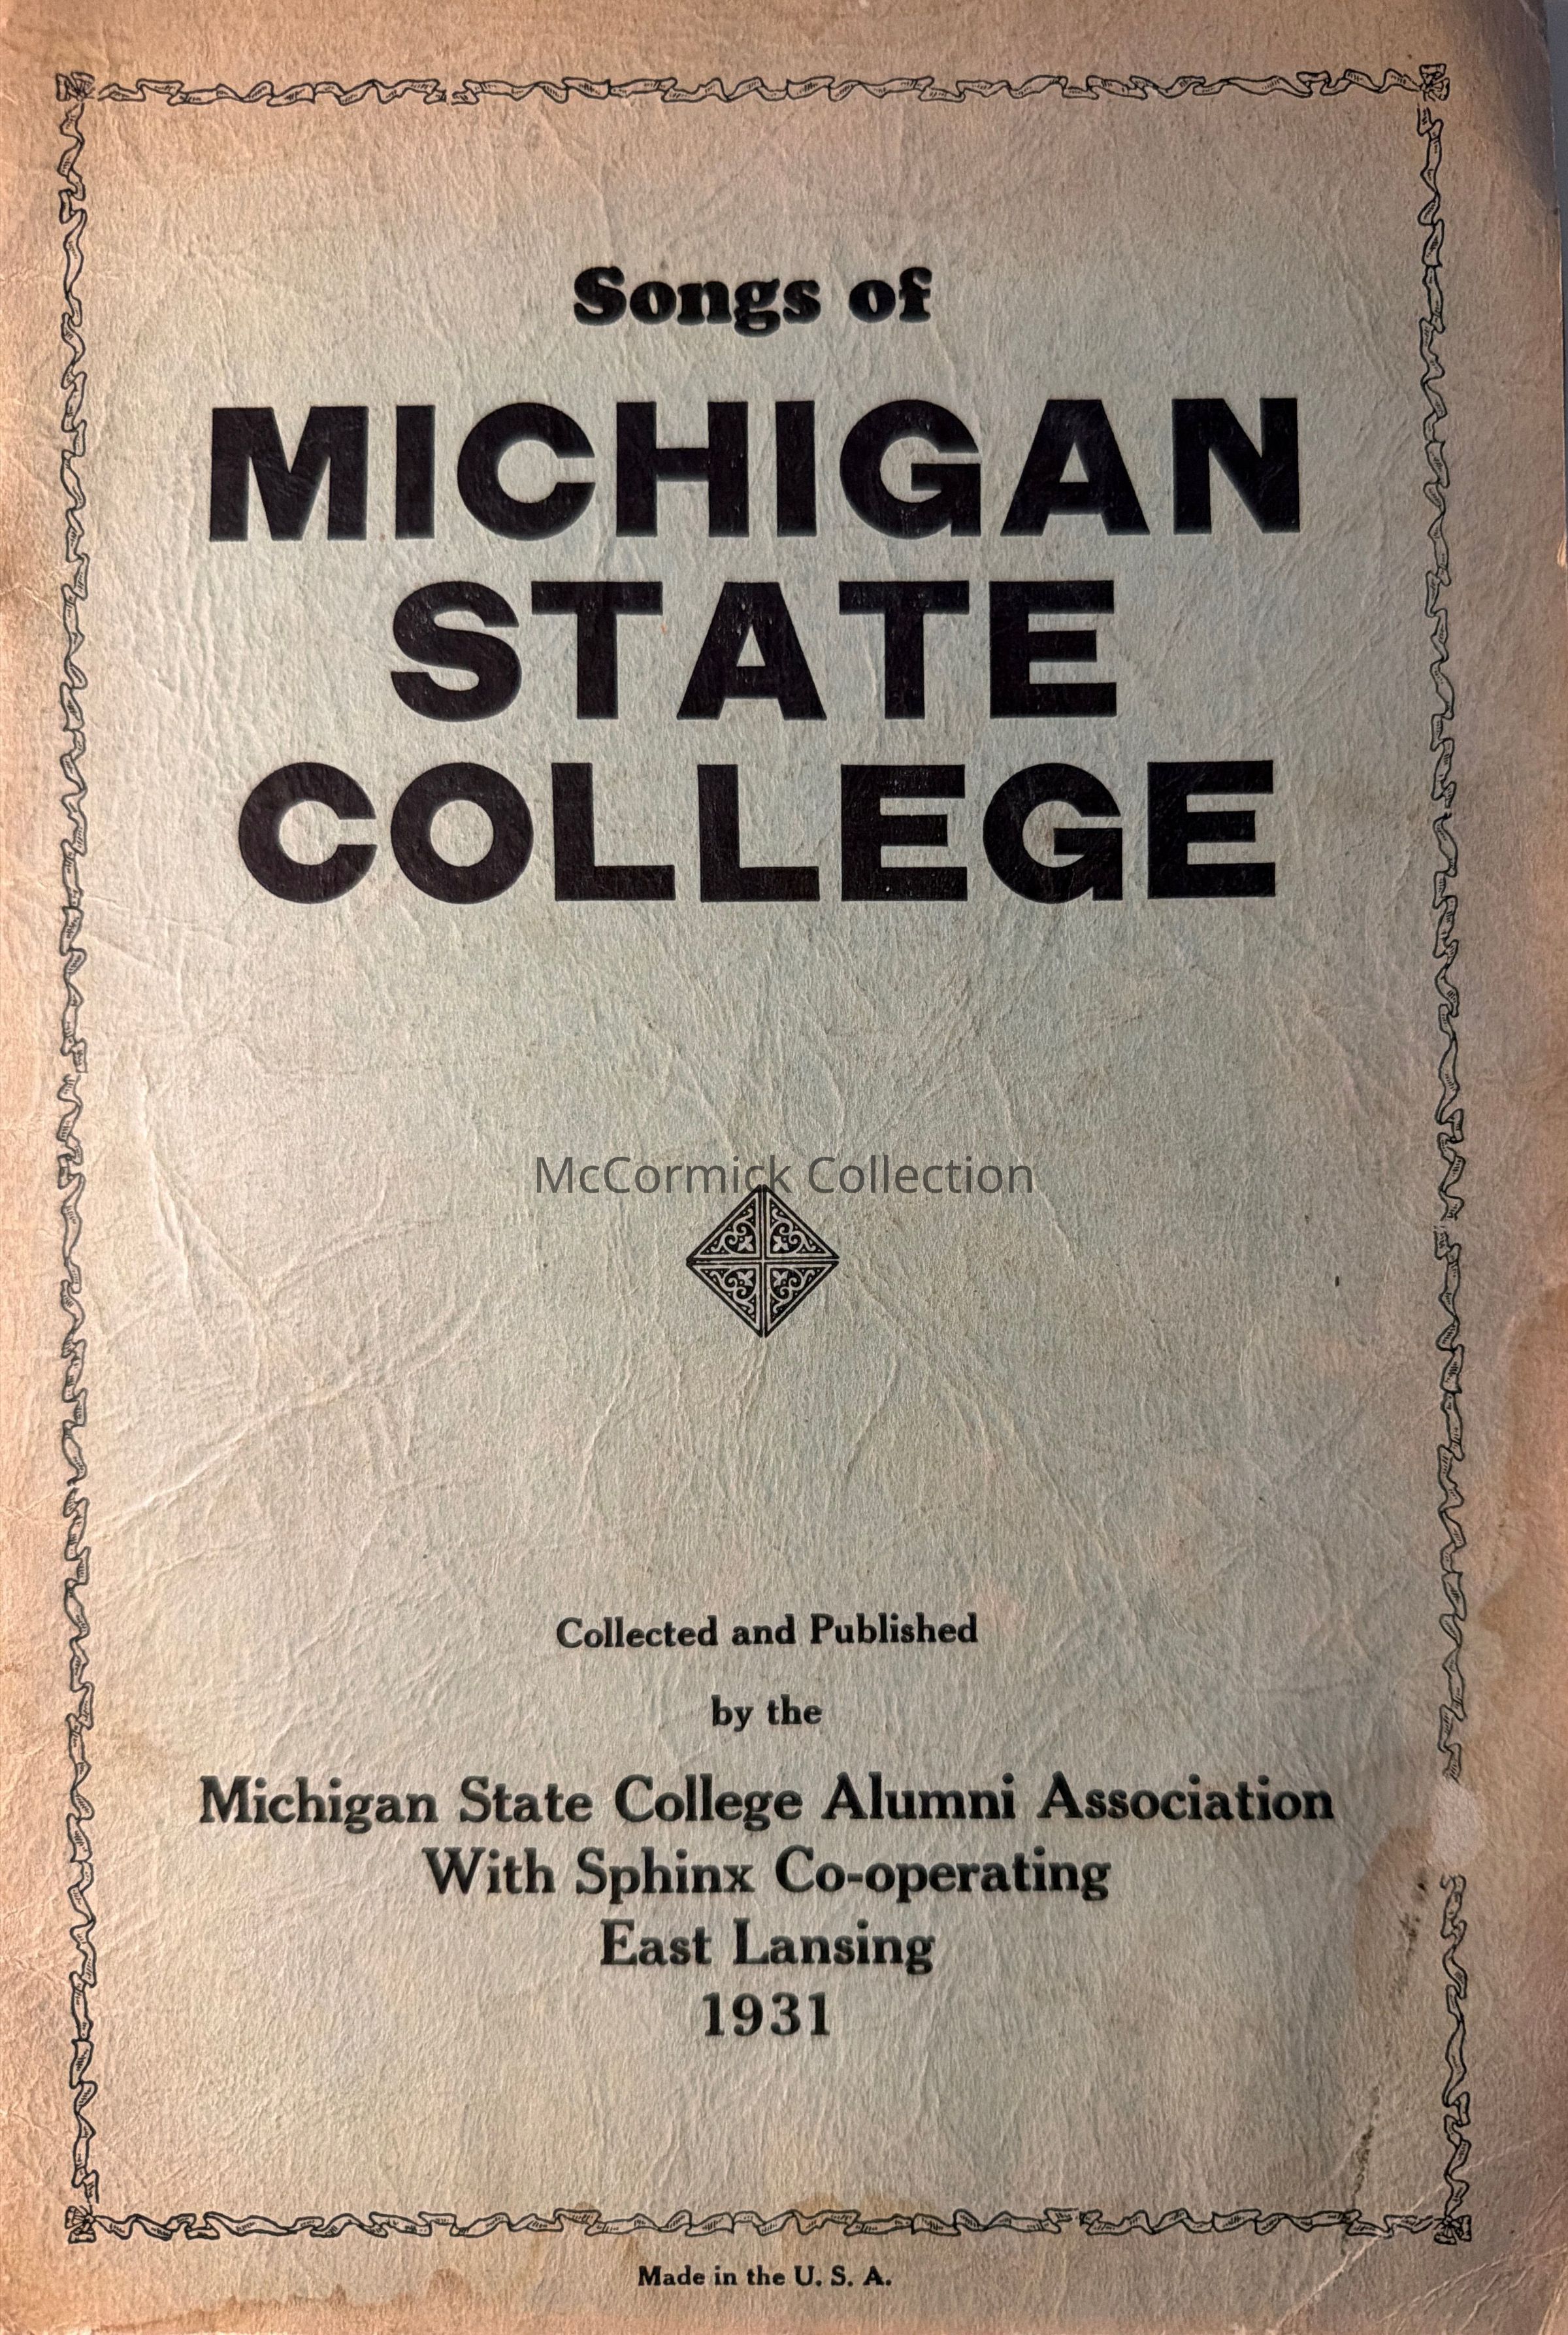 Songs of
MICHIGAN
STATE
COLLEGE
McCormick Collection
Collected and Published
by the
Michigan State College Alumni Association
With Sphinx Co-operating
East Lansing
1931
Made in the U. S. A.